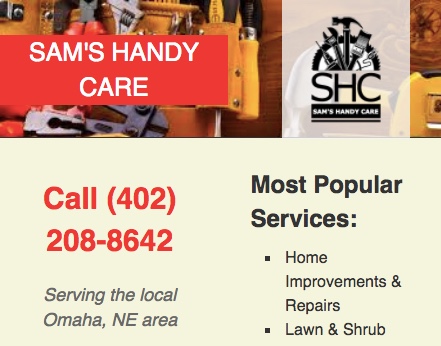 SAM'S HANDY
CARE
SHC
SAM'S HANDY CARE
Call (402)
208-8642
Serving the local
Omaha, NE area
Most Popular
Services:
Home
Improvements &
Repairs
Lawn & Shrub